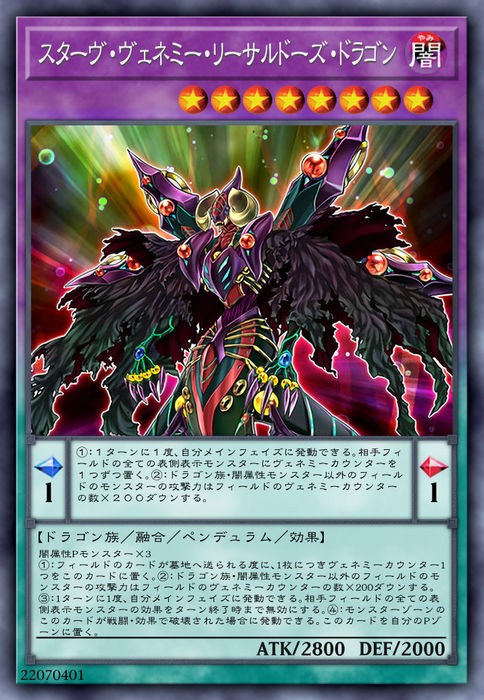 スターヴ・ヴェネミー・リーサルドーズ・ドラゴン
やみ
闇
①:1ターンに1度、自分メインフェイズに発動できる。相手フィ
ールドの全ての表側表示モンスターにヴェネミーカウンターを
1つずつ置く。②:ドラゴン族・闇属性モンスター以外のフィール
ドのモンスターの攻撃力はフィールドのヴェネミーカウンター
の数×200ダウンする。
1
1
【ドラゴン族／融合／ペンデュラム／効果】
闇属性Pモンスター×3
①:フィールドのカードが墓地へ送られる度に、1枚につきヴェネミーカウンター1
つをこのカードに置く。②:ドラゴン族・闇属性モンスター以外のフィールドのモ
ンスターの攻撃力はフィールドのヴェネミーカウンターの数×200ダウンする。
③:1ターンに1度、自分メインフェイズに発動できる。相手フィールドの全ての表
側表示モンスターの効果をターン終了時まで無効にする。④:モンスターゾーンの
このカードが戦闘・効果で破壊された場合に発動できる。このカードを自分のPゾ
ーンに置く。
ATK/2800 DEF/2000
22070401